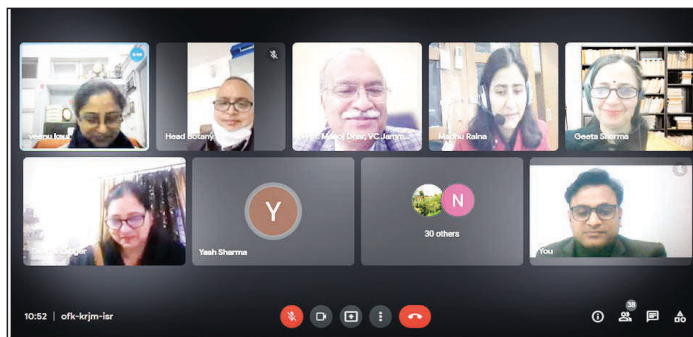 Head Botany
Madhu Raina
Geeta Sharma
Y
Yash Sharma
N
30 others
You
10:52 | ofk-krjm-isr
38